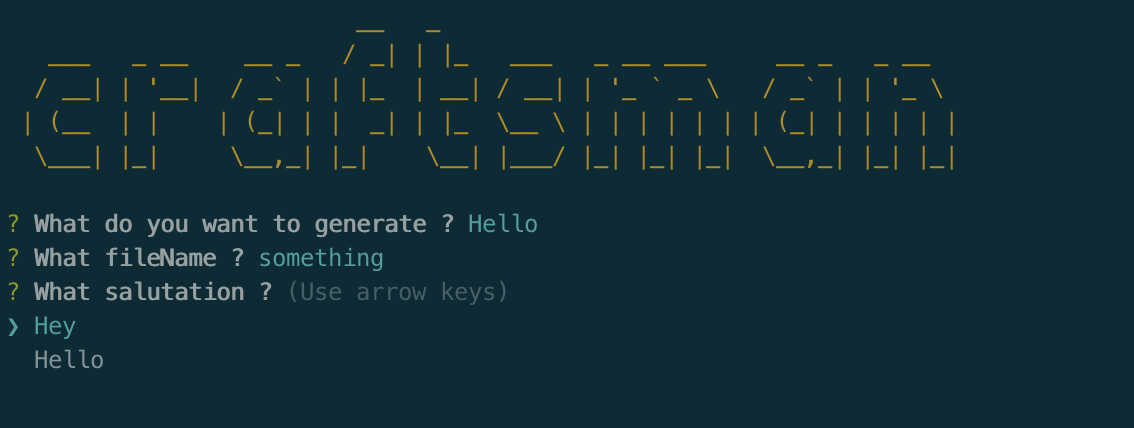 craftsman
? What do you want to generate ? Hello
? What fileName ? something
? What salutation ? (Use arrow keys)
❯ Hey
Hello